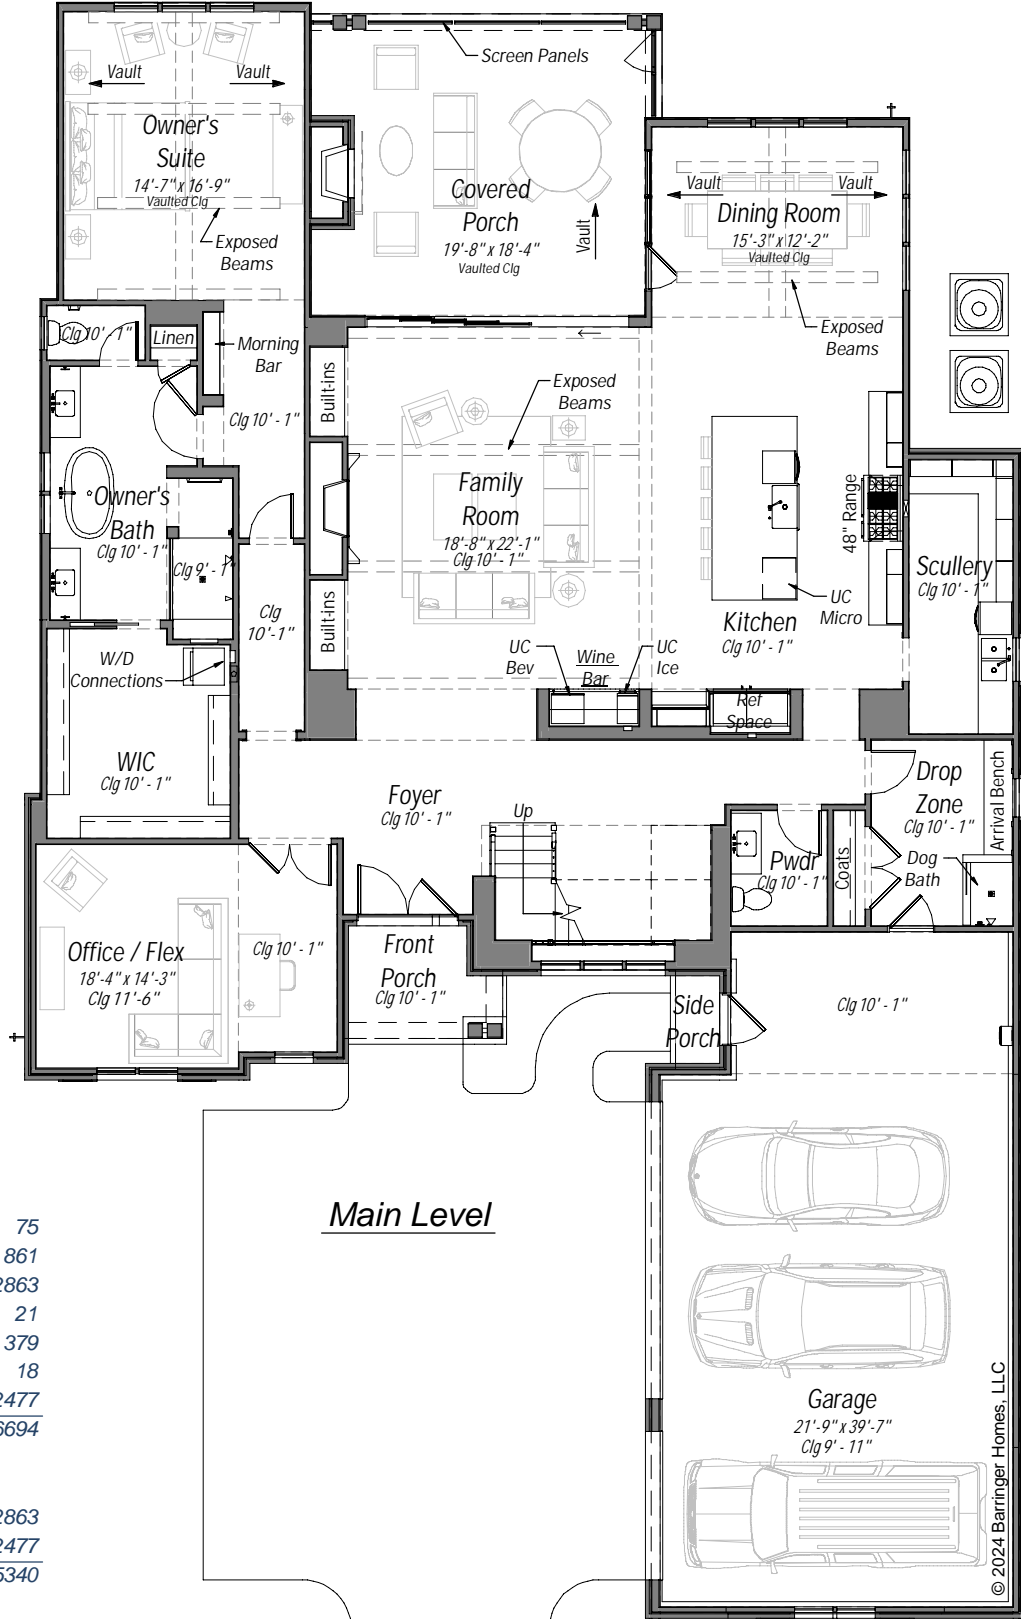 Screen Panels
Vault
Vault
Owner's
Suite
14'-7" x 16'-9"
Vaulted Clg
Exposed
Beams
Covered
Porch
19'-8" x 18'-4"
Vaulted Clg
Vault
Vault
Vault
Dining Room
15'-3" x 12'-2"
Vaulted Clg
Exposed
Beams
Clg 10' - 1"
Linen
Morning
Bar
Clg 10' - 1"
Built-ins
Exposed
Beams
Family
Room
18'-8" x 22'-1"
Clg 10' - 1"
Owner's
Bath
Clg 10' - 1"
Clg 9' - 1"
Clg
10'-1"
Built-ins
48" Range
Scullery
Clg 10' - 1"
UC
Micro
Kitchen
Clg 10' - 1"
UC
Bev
Wine
Bar
UC
Ice
Ref
Space
W/D
Connections
WIC
Clg 10' - 1"
Foyer
Clg 10' - 1"
Up
Drop
Zone
Clg 10' - 1"
Arrival Bench
Dog
Bath
Pwdr
Clg 10' - 1"
Coats
Office / Flex
18'-4" x 14'-3"
Clg 11'-6"
Clg 10' - 1"
Front
Porch
Clg 10' - 1"
Side
Porch
Clg 10' - 1"
Main Level
75
861
2863
21
379
18
2477
6694
2863
2477
5340
Garage
21'-9" x 39'-7"
Clg 9' - 11"
© 2024 Barringer Homes, LLC